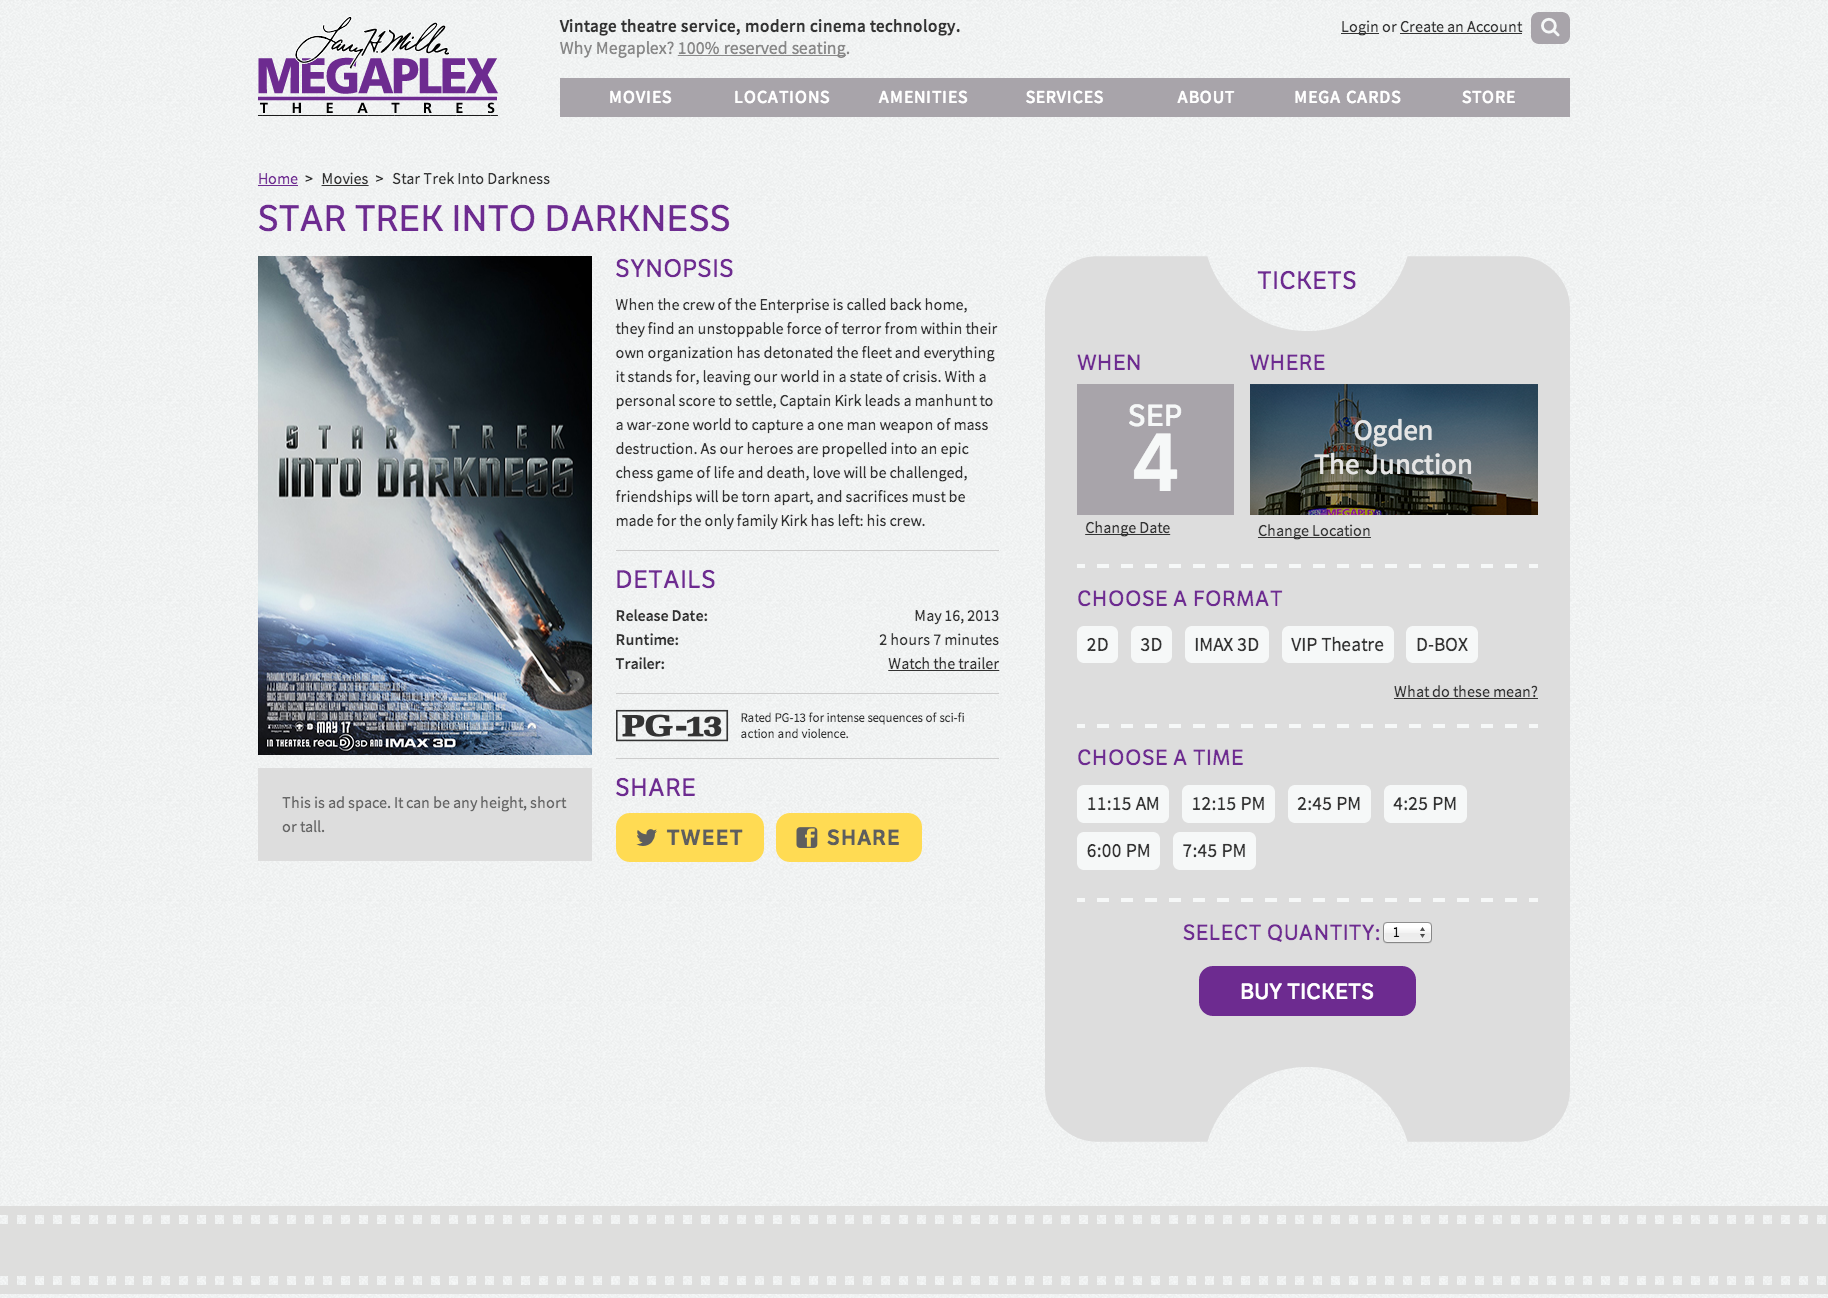 Larry H. Miller
MEGAPLEX
THEATRES
Vintage theatre service, modern cinema technology.
Why Megaplex? 100% reserved seating.
Login or Create an Account
MOVIES LOCATIONS AMENITIES SERVICES ABOUT MEGA CARDS STORE
Home > Movies > Star Trek Into Darkness
STAR TREK INTO DARKNESS
STAR TREK
INTO DARKNESS
MAY 17
IN THEATRES, REAL D 3D AND IMAX 3D
This is ad space. It can be any height, short
or tall.
SYNOPSIS
When the crew of the Enterprise is called back home,
they find an unstoppable force of terror from within their
own organization has detonated the fleet and everything
it stands for, leaving our world in a state of crisis. With a
personal score to settle, Captain Kirk leads a manhunt to
a war-zone world to capture a one man weapon of mass
destruction. As our heroes are propelled into an epic
chess game of life and death, love will be challenged,
friendships will be torn apart, and sacrifices must be
made for the only family Kirk has left: his crew.
DETAILS
Release Date: May 16, 2013
Runtime: 2 hours 7 minutes
Trailer: Watch the trailer
PG-13
Rated PG-13 for intense sequences of sci-fi
action and violence.
SHARE
TWEET SHARE
TICKETS
WHEN
SEP
4
Change Date
WHERE
Ogden
The Junction
MEGAPLEX
Change Location
CHOOSE A FORMAT
2D 3D IMAX 3D VIP Theatre D-BOX
What do these mean?
CHOOSE A TIME
11:15 AM 12:15 PM 2:45 PM 4:25 PM
6:00 PM 7:45 PM
SELECT QUANTITY: 1
BUY TICKETS